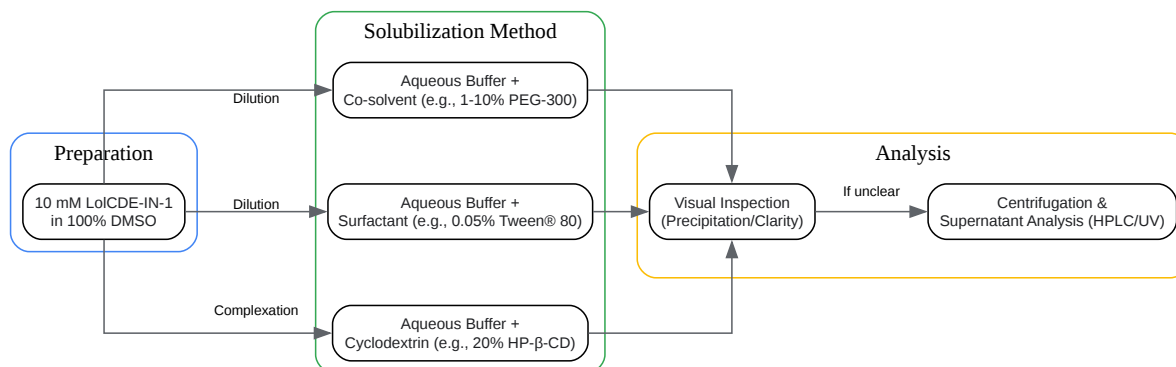 Solubilization Method
Aqueous Buffer +
Co-solvent (e.g., 1-10% PEG-300)
Dilution
Preparation
Analysis
10 mM LolCDE-IN-1
in 100% DMSO
Dilution
Aqueous Buffer +
Surfactant (e.g., 0.05% Tween® 80)
Visual Inspection
(Precipitation/Clarity)
If unclear
Centrifugation &
Supernatant Analysis (HPLC/UV)
Complexation
Aqueous Buffer +
Cyclodextrin (e.g., 20% HP-β-CD)